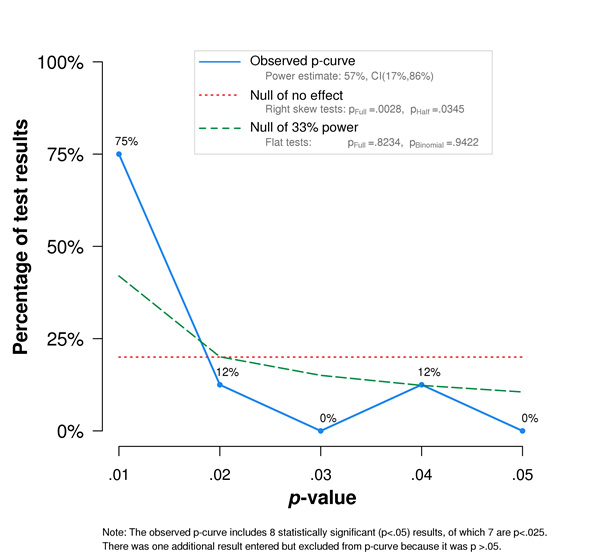 Observed p-curve
Power estimate: 57%, CI(17%,86%)
Null of no effect
Right skew tests: pFull =.0028, pHalf =.0345
Null of 33% power
Flat tests: pFull =.8234, pBinomial =.9422
Percentage of test results
100%
75%
50%
25%
0%
75%
12%
0%
12%
0%
.01 .02 .03 .04 .05
p-value
Note: The observed p-curve includes 8 statistically significant (p<.05) results, of which 7 are p<.025.
There was one additional result entered but excluded from p-curve because it was p >.05.